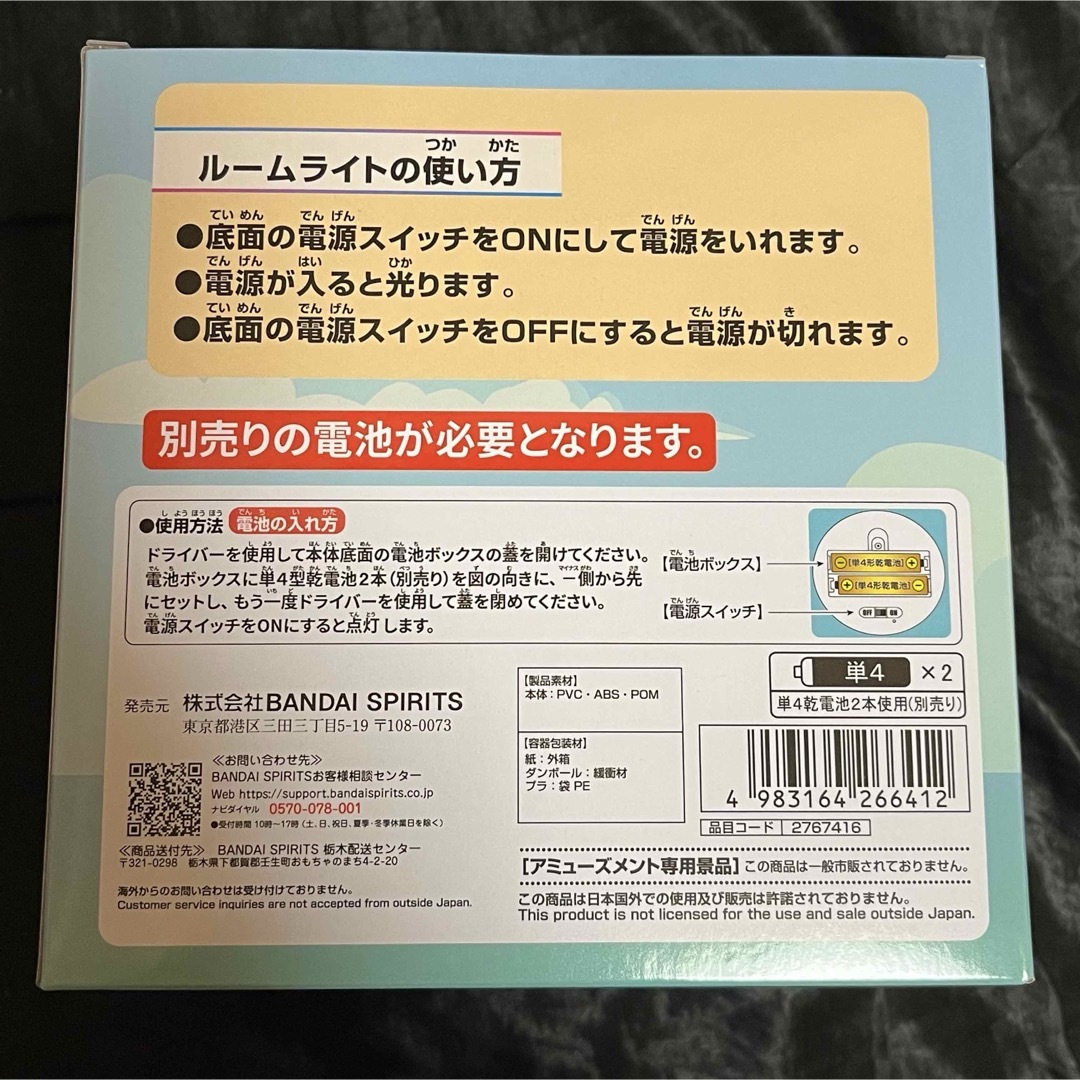 ルームライトの使い方
●底面の電源スイッチをONにして電源をいれます。
●電源が入ると光ります。
●底面の電源スイッチをOFFにすると電源が切れます。
別売りの電池が必要となります。
●使用方法 電池の入れ方
ドライバーを使用して本体底面の電池ボックスの蓋を開けてください。
電池ボックスに単4型乾電池2本(別売り)を図の向きに、−側から先
にセットし、もう一度ドライバーを使用して蓋を閉めてください。
電源スイッチをONにすると点灯します。
【電池ボックス】
【電源スイッチ】
[単4形乾電池]
[単4形乾電池]
OFF ON
単4 ×2
単4乾電池2本使用(別売り)
発売元 株式会社BANDAI SPIRITS
東京都港区三田三丁目5-19 〒108-0073
≪お問い合わせ先≫
BANDAI SPIRITSお客様相談センター
Web https://support.bandaispirits.co.jp
ナビダイヤル 0570-078-001
●受付時間 10時〜17時 (土、日、祝日、夏季・冬季休業日を除く)
≪商品送付先≫ BANDAI SPIRITS 栃木配送センター
〒321-0298 栃木県下都賀郡壬生町おもちゃのまち4-2-20
海外からのお問い合わせは受け付けておりません。
Customer service inquiries are not accepted from outside Japan.
【製品素材】
本体:PVC・ABS・POM
【容器包装材】
紙:外箱
ダンボール:緩衝材
プラ:袋 PE
4 983164 266412
品目コード 2767416
【アミューズメント専用景品】この商品は一般市販されておりません。
この商品は日本国外での使用及び販売は許諾されておりません。
This product is not licensed for the use and sale outside Japan.